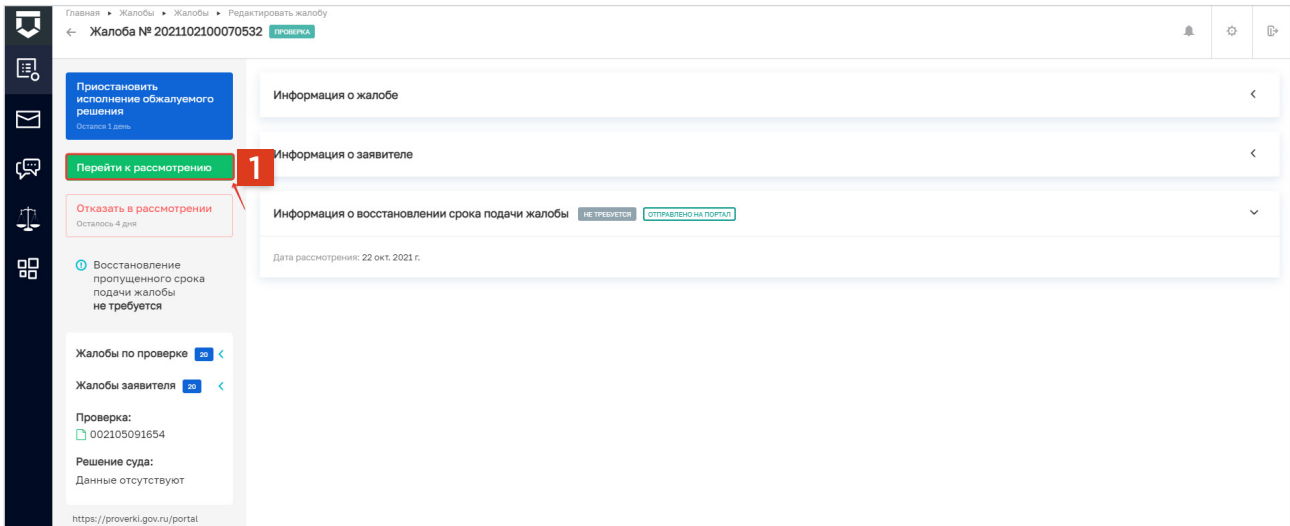 Главная ▸ Жалобы ▸ Жалобы ▸ Редактировать жалобу
← Жалоба № 2021102100070532 ПРОВЕРКА
Приостановить
исполнение обжалуемого
решения
Остался 1 день
Перейти к рассмотрению
1
Отказать в рассмотрении
Осталось 4 дня
Восстановление
пропущенного срока
подачи жалобы
не требуется
Жалобы по проверке 20
Жалобы заявителя 20
Проверка:
002105091654
Решение суда:
Данные отсутствуют
https://proverki.gov.ru/portal
Информация о жалобе
Информация о заявителе
Информация о восстановлении срока подачи жалобы НЕ ТРЕБУЕТСЯ ОТПРАВЛЕНО НА ПОРТАЛ
Дата рассмотрения: 22 окт. 2021 г.